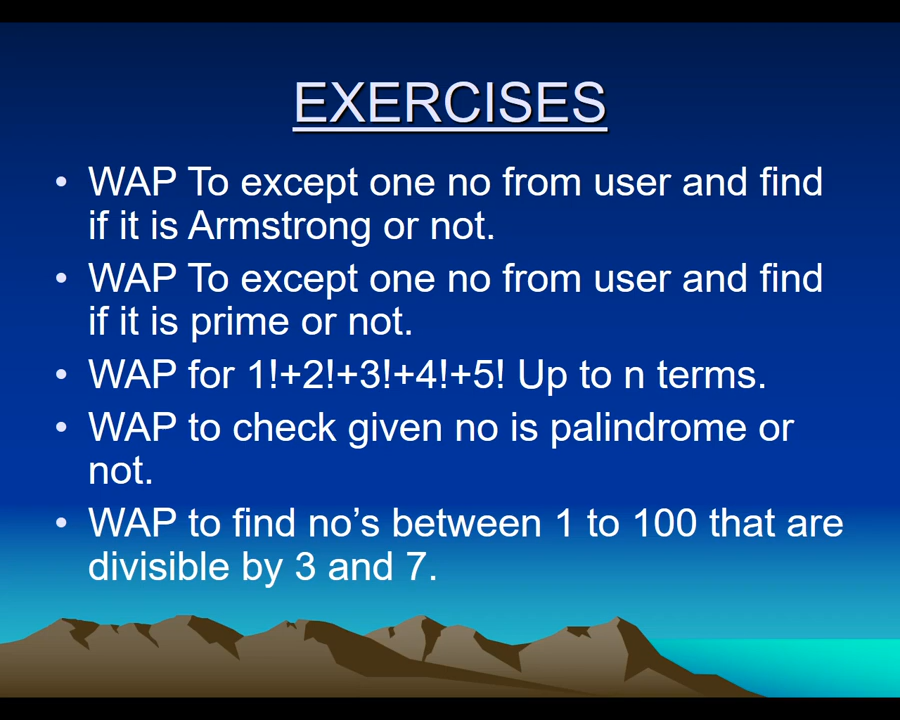 EXERCISES
• WAP To except one no from user and find
if it is Armstrong or not.
• WAP To except one no from user and find
if it is prime or not.
• WAP for 1!+2!+3!+4!+5! Up to n terms.
• WAP to check given no is palindrome or
not.
• WAP to find no’s between 1 to 100 that are
divisible by 3 and 7.